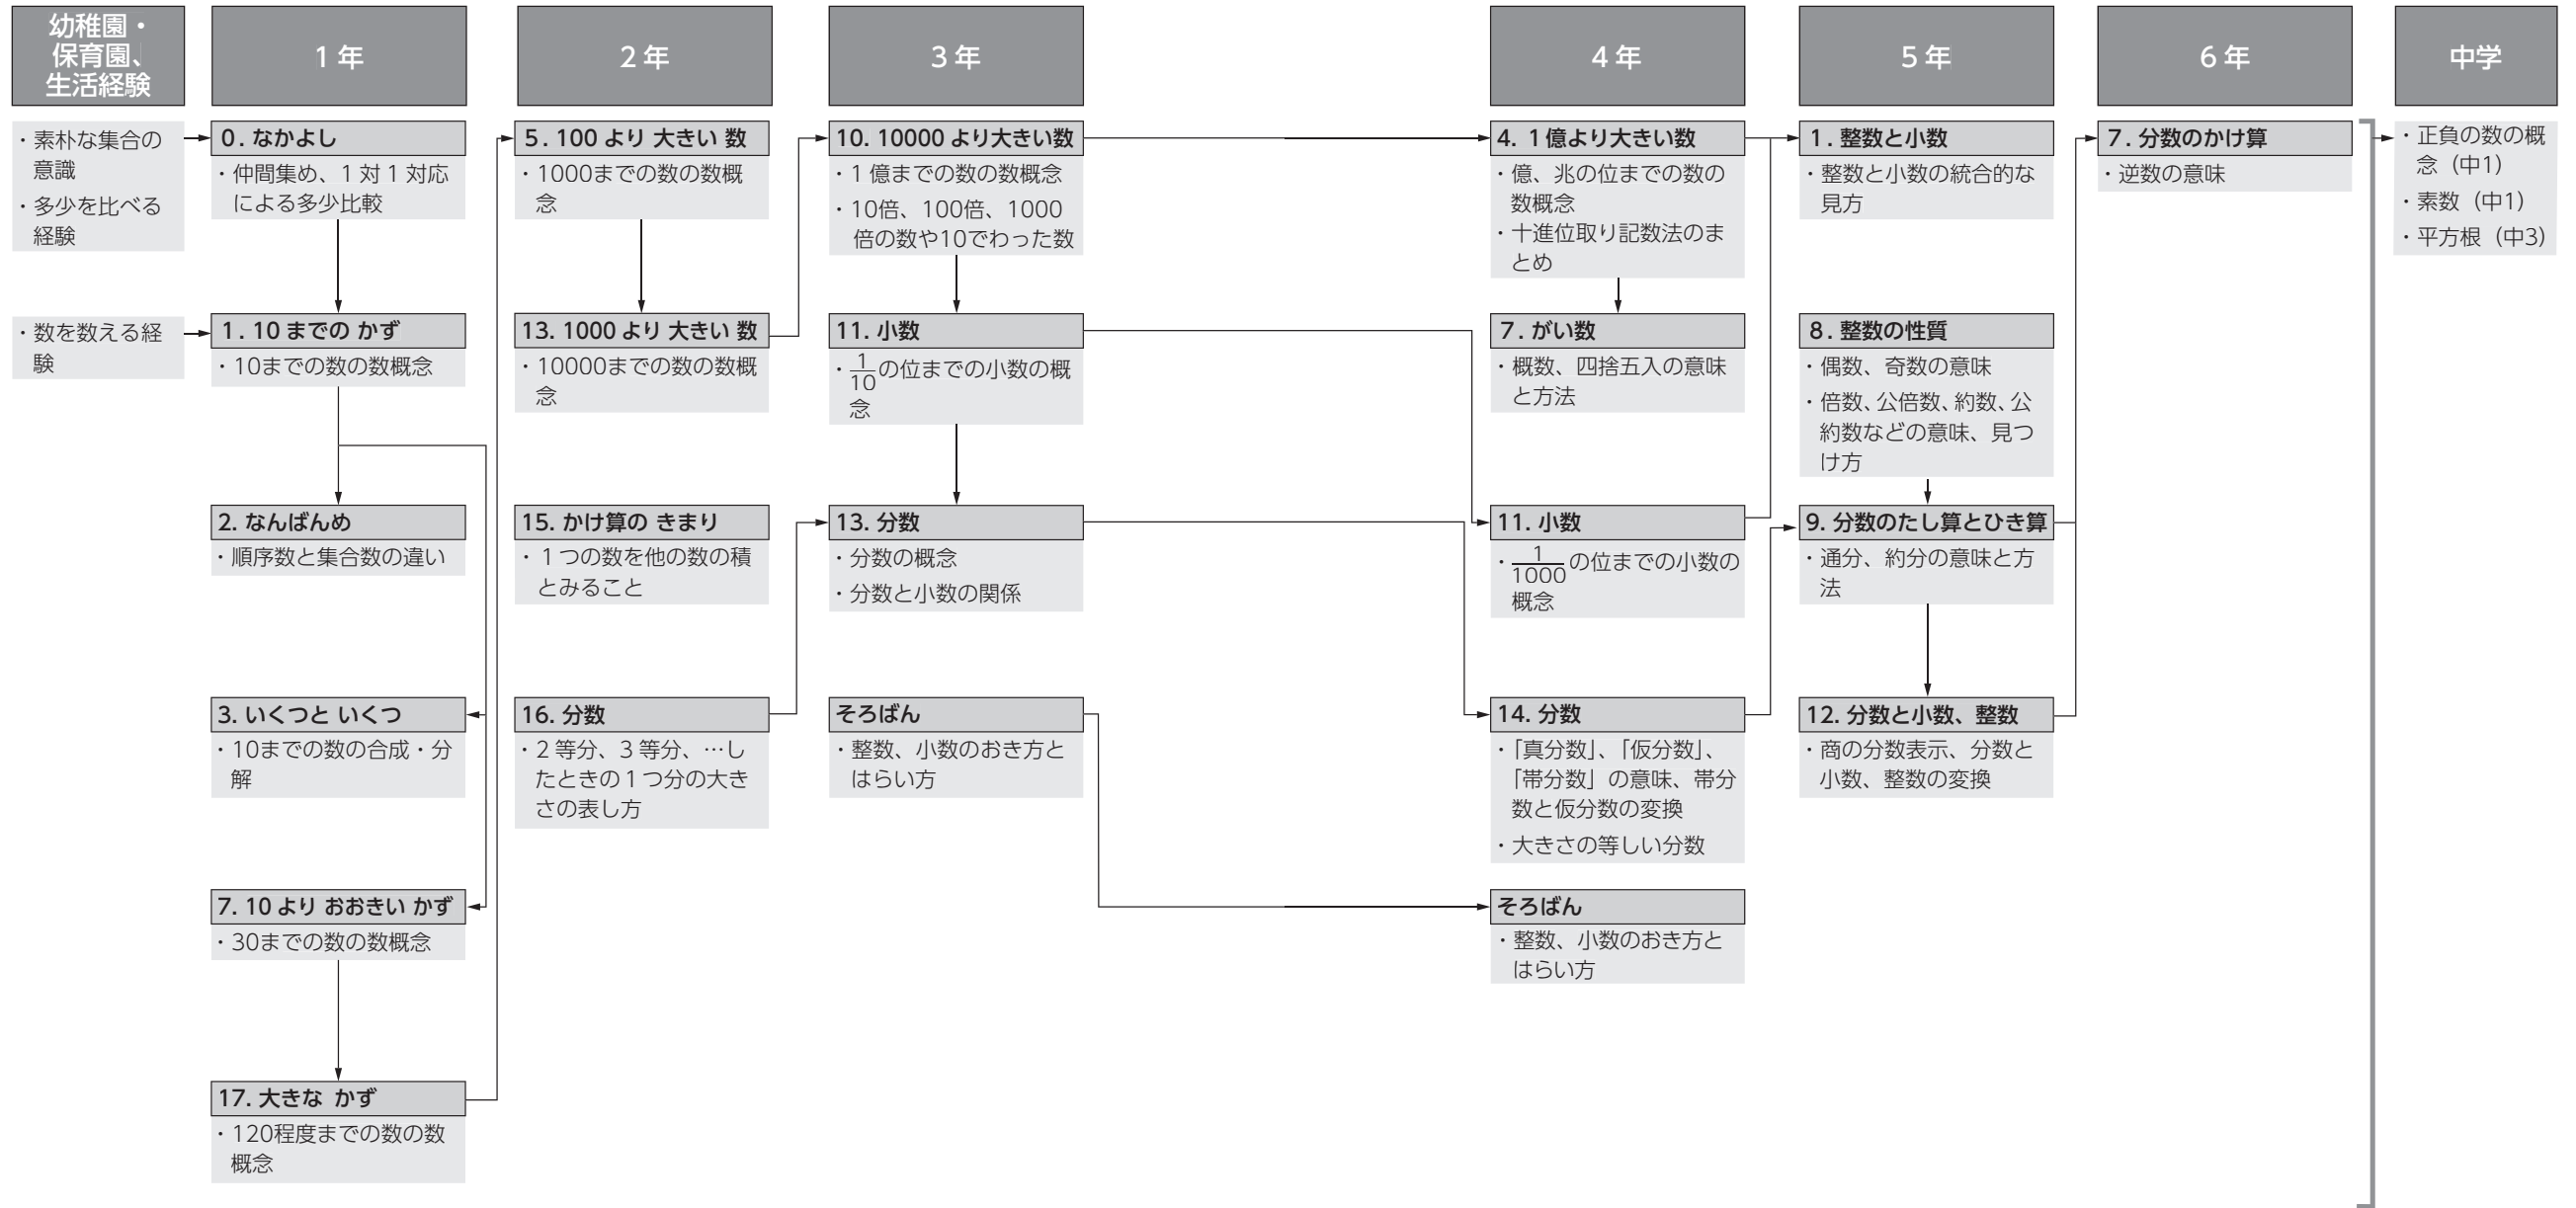 幼稚園・
保育園、
生活経験
1 年
2 年
3 年
4 年
5 年
6 年
中学
・素朴な集合の
意識
・多少を比べる
経験
・数を数える経
験
0. なかよし
・仲間集め、1 対 1 対応
による多少比較
1. 10 までの かず
・10までの数の数概念
2. なんばんめ
・順序数と集合数の違い
3. いくつと いくつ
・10までの数の合成・分
解
7. 10 より おおきい かず
・30までの数の数概念
17. 大きな かず
・120程度までの数の数
概念
5. 100 より 大きい 数
・1000までの数の数概
念
13. 1000 より 大きい 数
・10000までの数の数概
念
15. かけ算の きまり
・1つの数を他の数の積
とみること
16. 分数
・2 等分、3 等分、…し
たときの 1 つ分の大き
さの表し方
10. 10000 より大きい数
・1 億までの数の数概念
・10倍、100倍、1000
倍の数や10でわった数
11. 小数
・1/10の位までの小数の概
念
13. 分数
・分数の概念
・分数と小数の関係
そろばん
・整数、小数のおき方と
はらい方
4. 1 億より大きい数
・億、兆の位までの数の
数概念
・十進位取り記数法のま
とめ
7. がい数
・概数、四捨五入の意味
と方法
11. 小数
・1/1000の位までの小数の
概念
14. 分数
・「真分数」、「仮分数」、
「帯分数」の意味、帯分
数と仮分数の変換
・大きさの等しい分数
そろばん
・整数、小数のおき方と
はらい方
1. 整数と小数
・整数と小数の統合的な
見方
8. 整数の性質
・偶数、奇数の意味
・倍数、公倍数、約数、公
約数などの意味、見つ
け方
9. 分数のたし算とひき算
・通分、約分の意味と方
法
12. 分数と小数、整数
・商の分数表示、分数と
小数、整数の変換
7. 分数のかけ算
・逆数の意味
・正負の数の概
念（中1）
・素数（中1）
・平方根（中3）